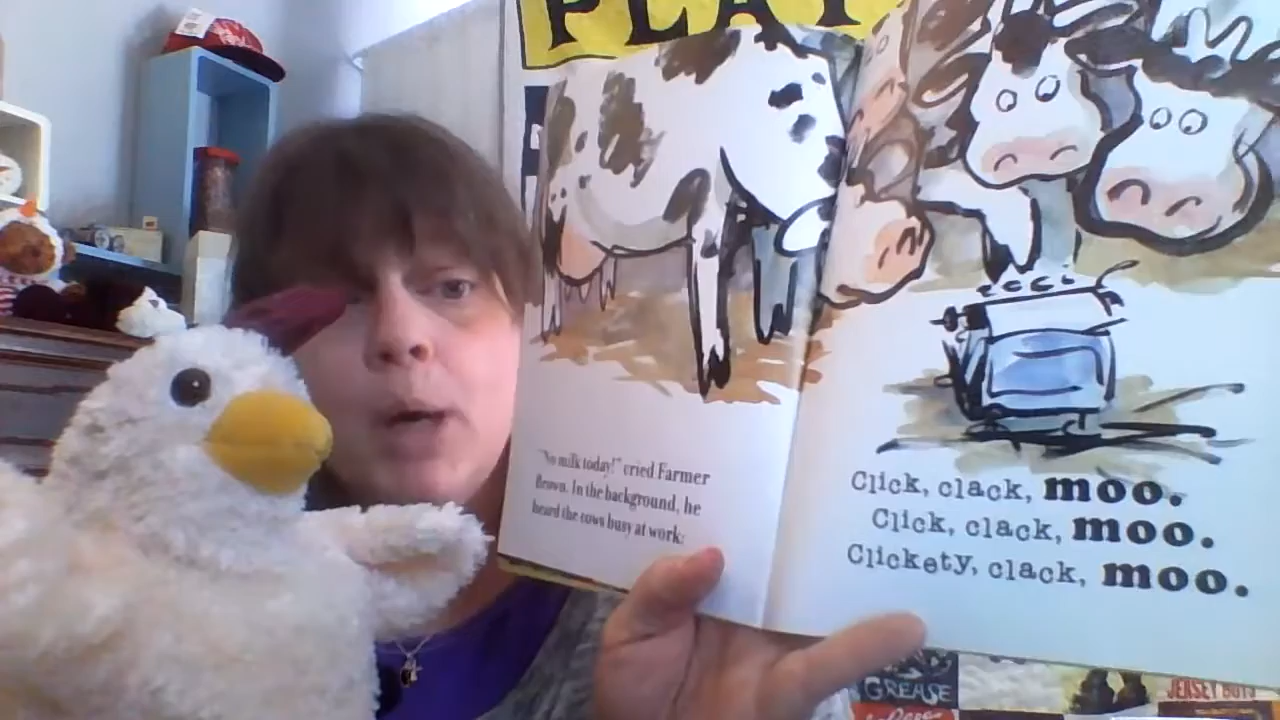 PLAY
"No milk today!" cried Farmer
Brown. In the background, he
heard the cows busy at work:
Click, clack, moo.
Click, clack, moo.
Clickety, clack, moo.
GREASE
JERSEY BOYS